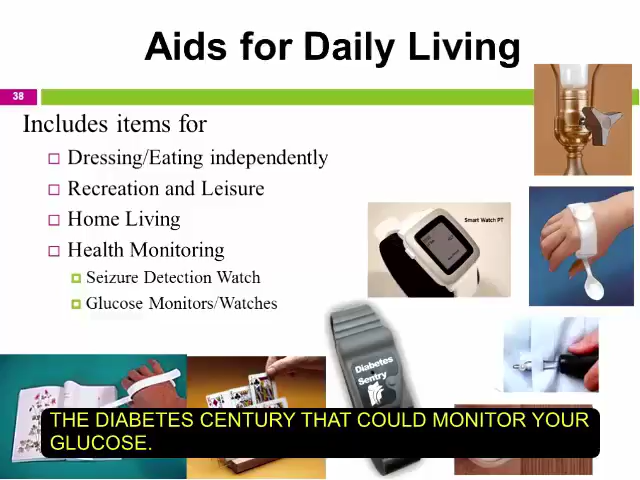 Aids for Daily Living
38
Includes items for
Dressing/Eating independently
Recreation and Leisure
Home Living
Health Monitoring
Seizure Detection Watch
Glucose Monitors/Watches
Smart Watch PT
Diabetes
Sentry
THE DIABETES CENTURY THAT COULD MONITOR YOUR
GLUCOSE.